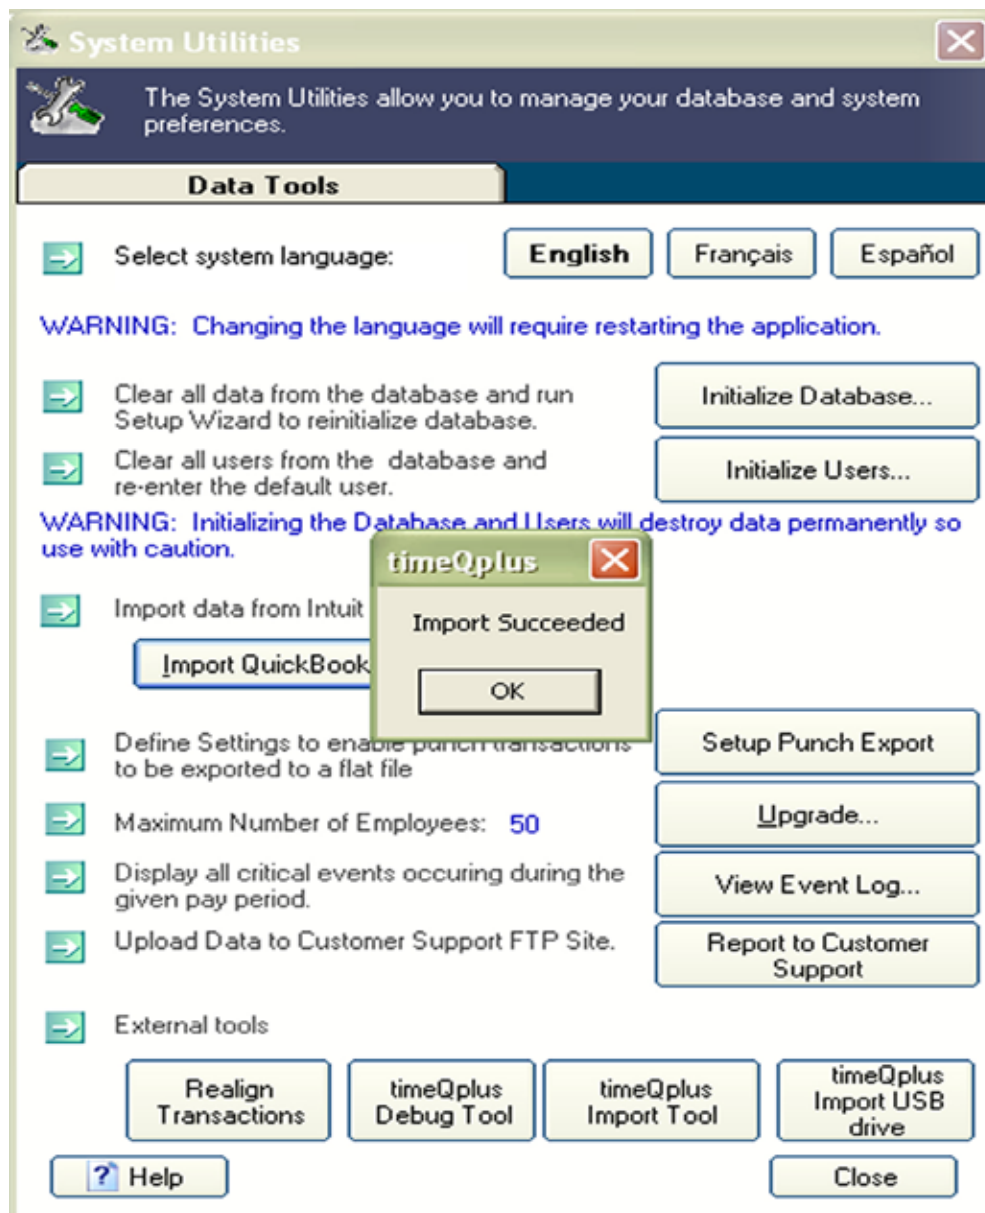 System Utilities
The System Utilities allow you to manage your database and system
preferences.
Data Tools
Select system language:
English
Français
Español
WARNING: Changing the language will require restarting the application.
Clear all data from the database and run
Setup Wizard to reinitialize database.
Initialize Database...
Clear all users from the database and
re-enter the default user.
Initialize Users...
WARNING: Initializing the Database and Users will destroy data permanently so
use with caution.
timeQplus
Import Succeeded
OK
Import data from Intuit
Import QuickBook
Define Settings to enable punch transactions
to be exported to a flat file
Setup Punch Export
Maximum Number of Employees: 50
Upgrade...
Display all critical events occuring during the
given pay period.
View Event Log...
Upload Data to Customer Support FTP Site.
Report to Customer
Support
External tools
Realign
Transactions
timeQplus
Debug Tool
timeQplus
Import Tool
timeQplus
Import USB
drive
? Help
Close